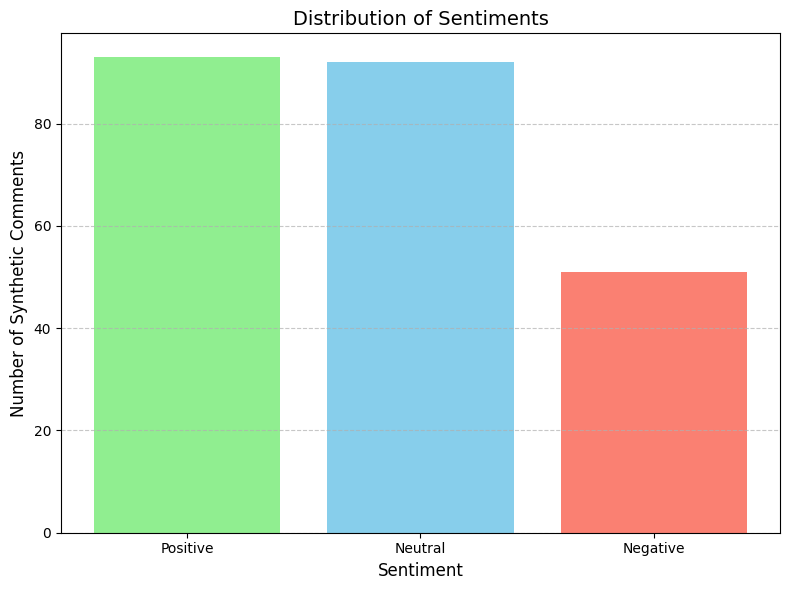 Distribution of Sentiments
Number of Synthetic Comments
80
60
40
20
0
Positive
Neutral
Negative
Sentiment